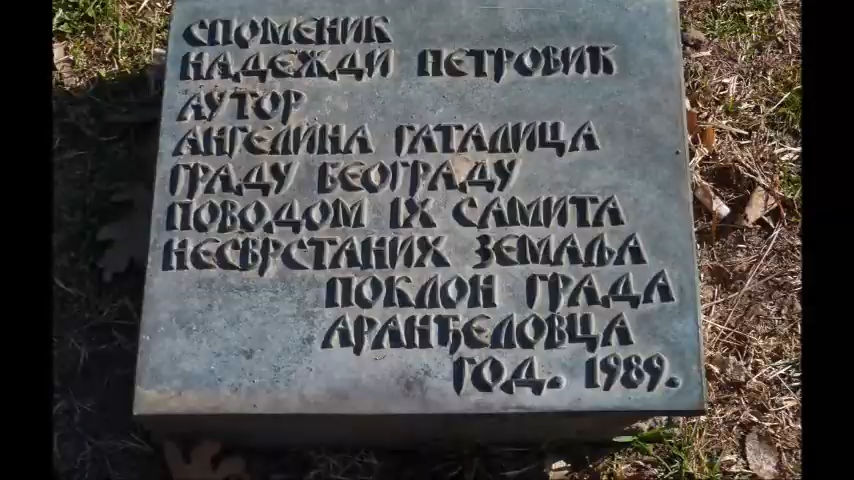 СПОМЕНИК
НАДЕЖДИ ПЕТРОВИЋ
АУТОР
АНГЕЛИНА ГАТАЛИЦА
ГРАДУ БЕОГРАДУ
ПОВОДОМ IX САМИТА
НЕСВРСТАНИХ ЗЕМАЉА
ПОКЛОН ГРАДА
АРАНЂЕЛОВЦА
ГОД. 1989.